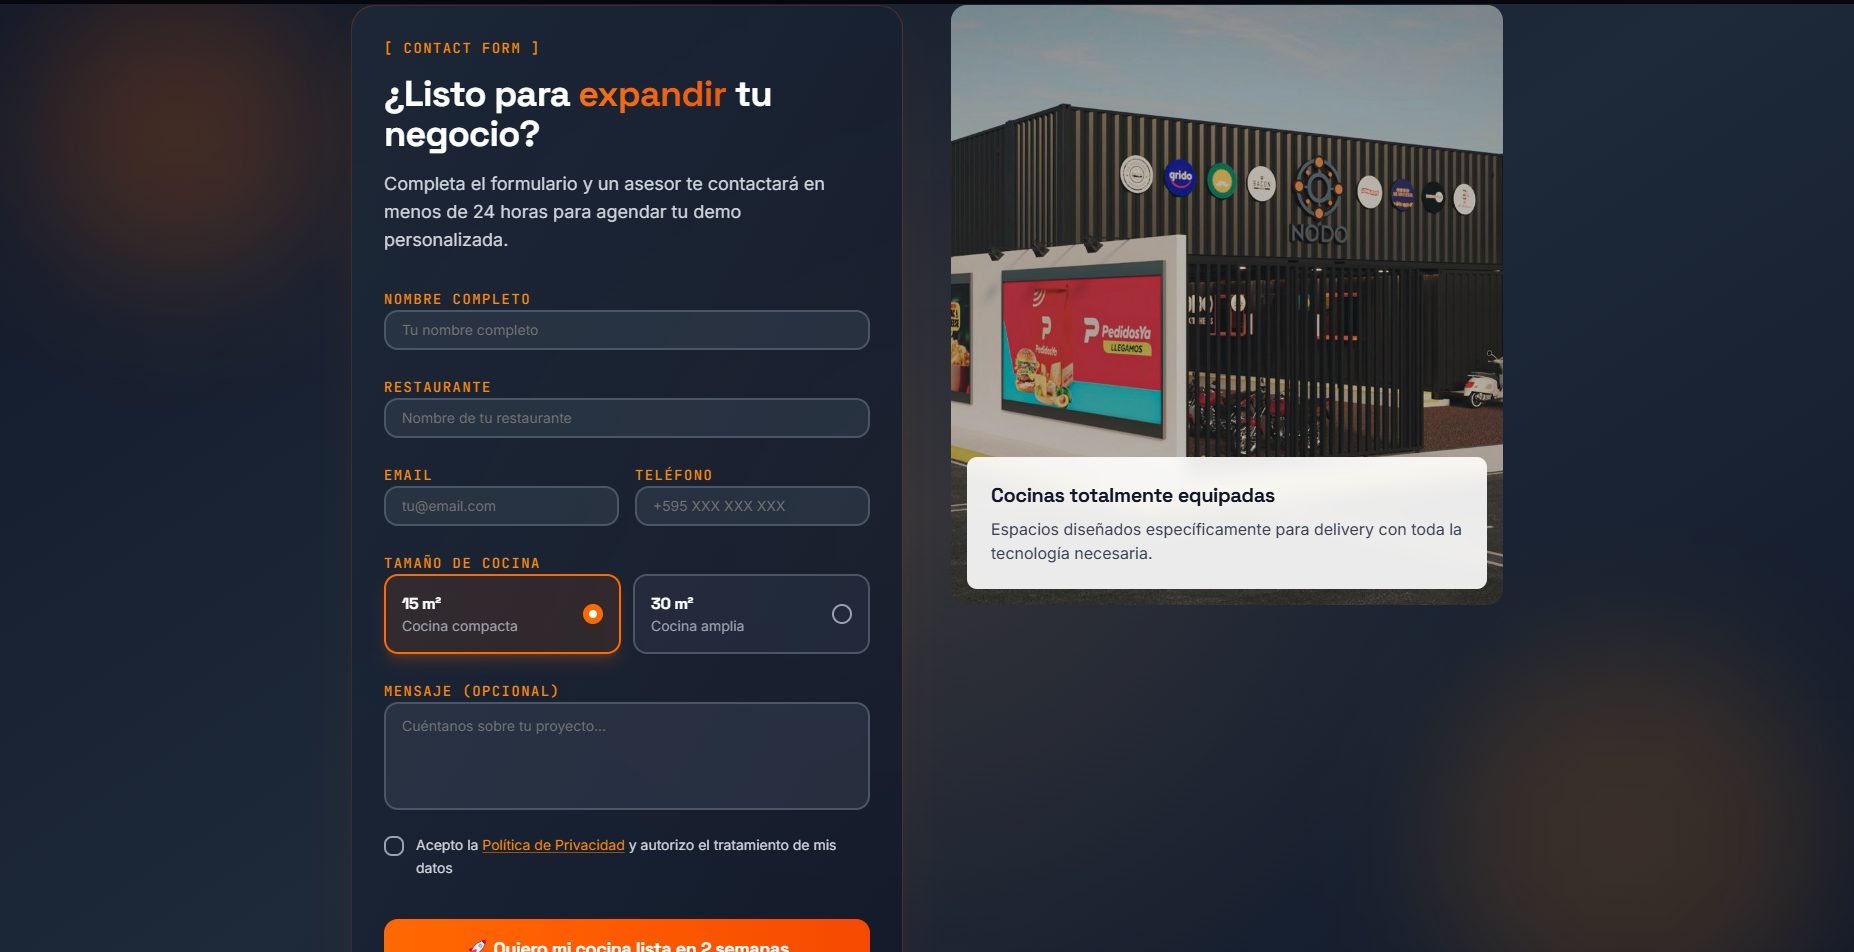 [ CONTACT FORM ]
¿Listo para expandir tu
negocio?
Completa el formulario y un asesor te contactará en
menos de 24 horas para agendar tu demo
personalizada.
NOMBRE COMPLETO
Tu nombre completo
RESTAURANTE
Nombre de tu restaurante
EMAIL
tu@email.com
TELÉFONO
+595 XXX XXX XXX
TAMAÑO DE COCINA
15 m²
Cocina compacta
30 m²
Cocina amplia
MENSAJE (OPCIONAL)
Cuéntanos sobre tu proyecto...
Acepto la Política de Privacidad y autorizo el tratamiento de mis
datos
🚀 Quiero mi cocina lista en 2 semanas
grido
BACON
NODO
PedidosYa
PedidosYa
LLEGAMOS
Cocinas totalmente equipadas
Espacios diseñados específicamente para delivery con toda la
tecnología necesaria.